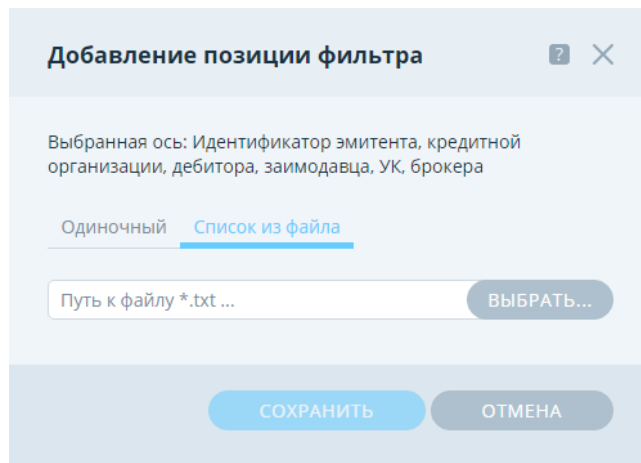 Добавление позиции фильтра
?
Выбранная ось: Идентификатор эмитента, кредитной
организации, дебитора, заимодавца, УК, брокера
Одиночный Список из файла
Путь к файлу *.txt ... ВЫБРАТЬ...
СОХРАНИТЬ ОТМЕНА